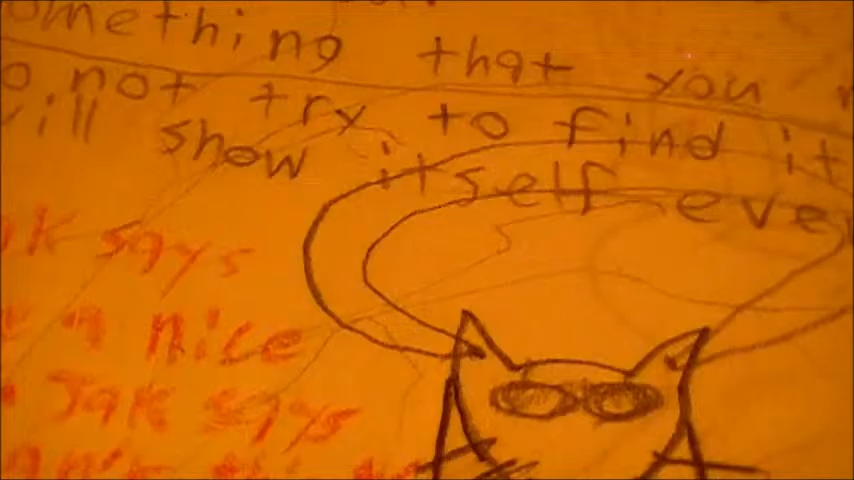 omething that you
o not try to find it
ill show itself eve
says
a nice
Jak says